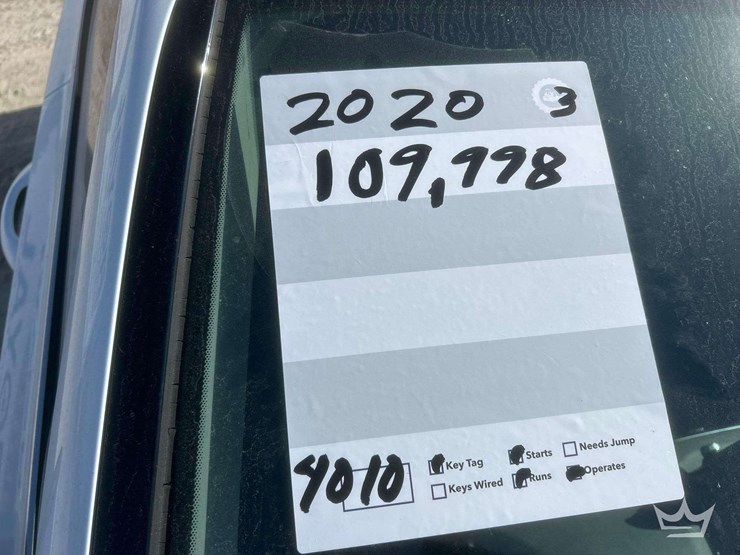 2020 3
109,998
4010
Key Tag Starts Needs Jump
Keys Wired Runs Operates